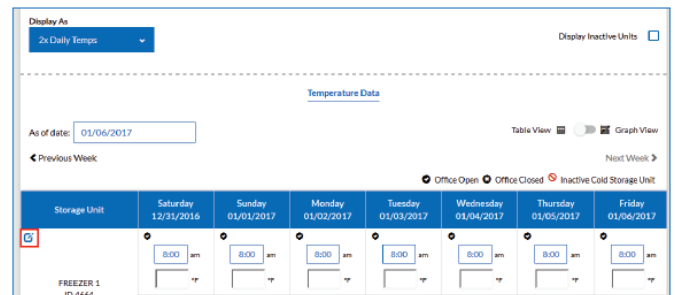 Display As
2x Daily Temps
Display Inactive Units
Temperature Data
As of date: 01/06/2017
Table View Graph View
Previous Week
Next Week
Office Open Office Closed Inactive Cold Storage Unit
Storage Unit Saturday Sunday Monday Tuesday Wednesday Thursday Friday
12/31/2016 01/01/2017 01/02/2017 01/03/2017 01/04/2017 01/05/2017 01/06/2017
8:00 am 8:00 am 8:00 am 8:00 am 8:00 am 8:00 am 8:00 am
°F °F °F °F °F °F °F
FREEZER 1
ID 4664